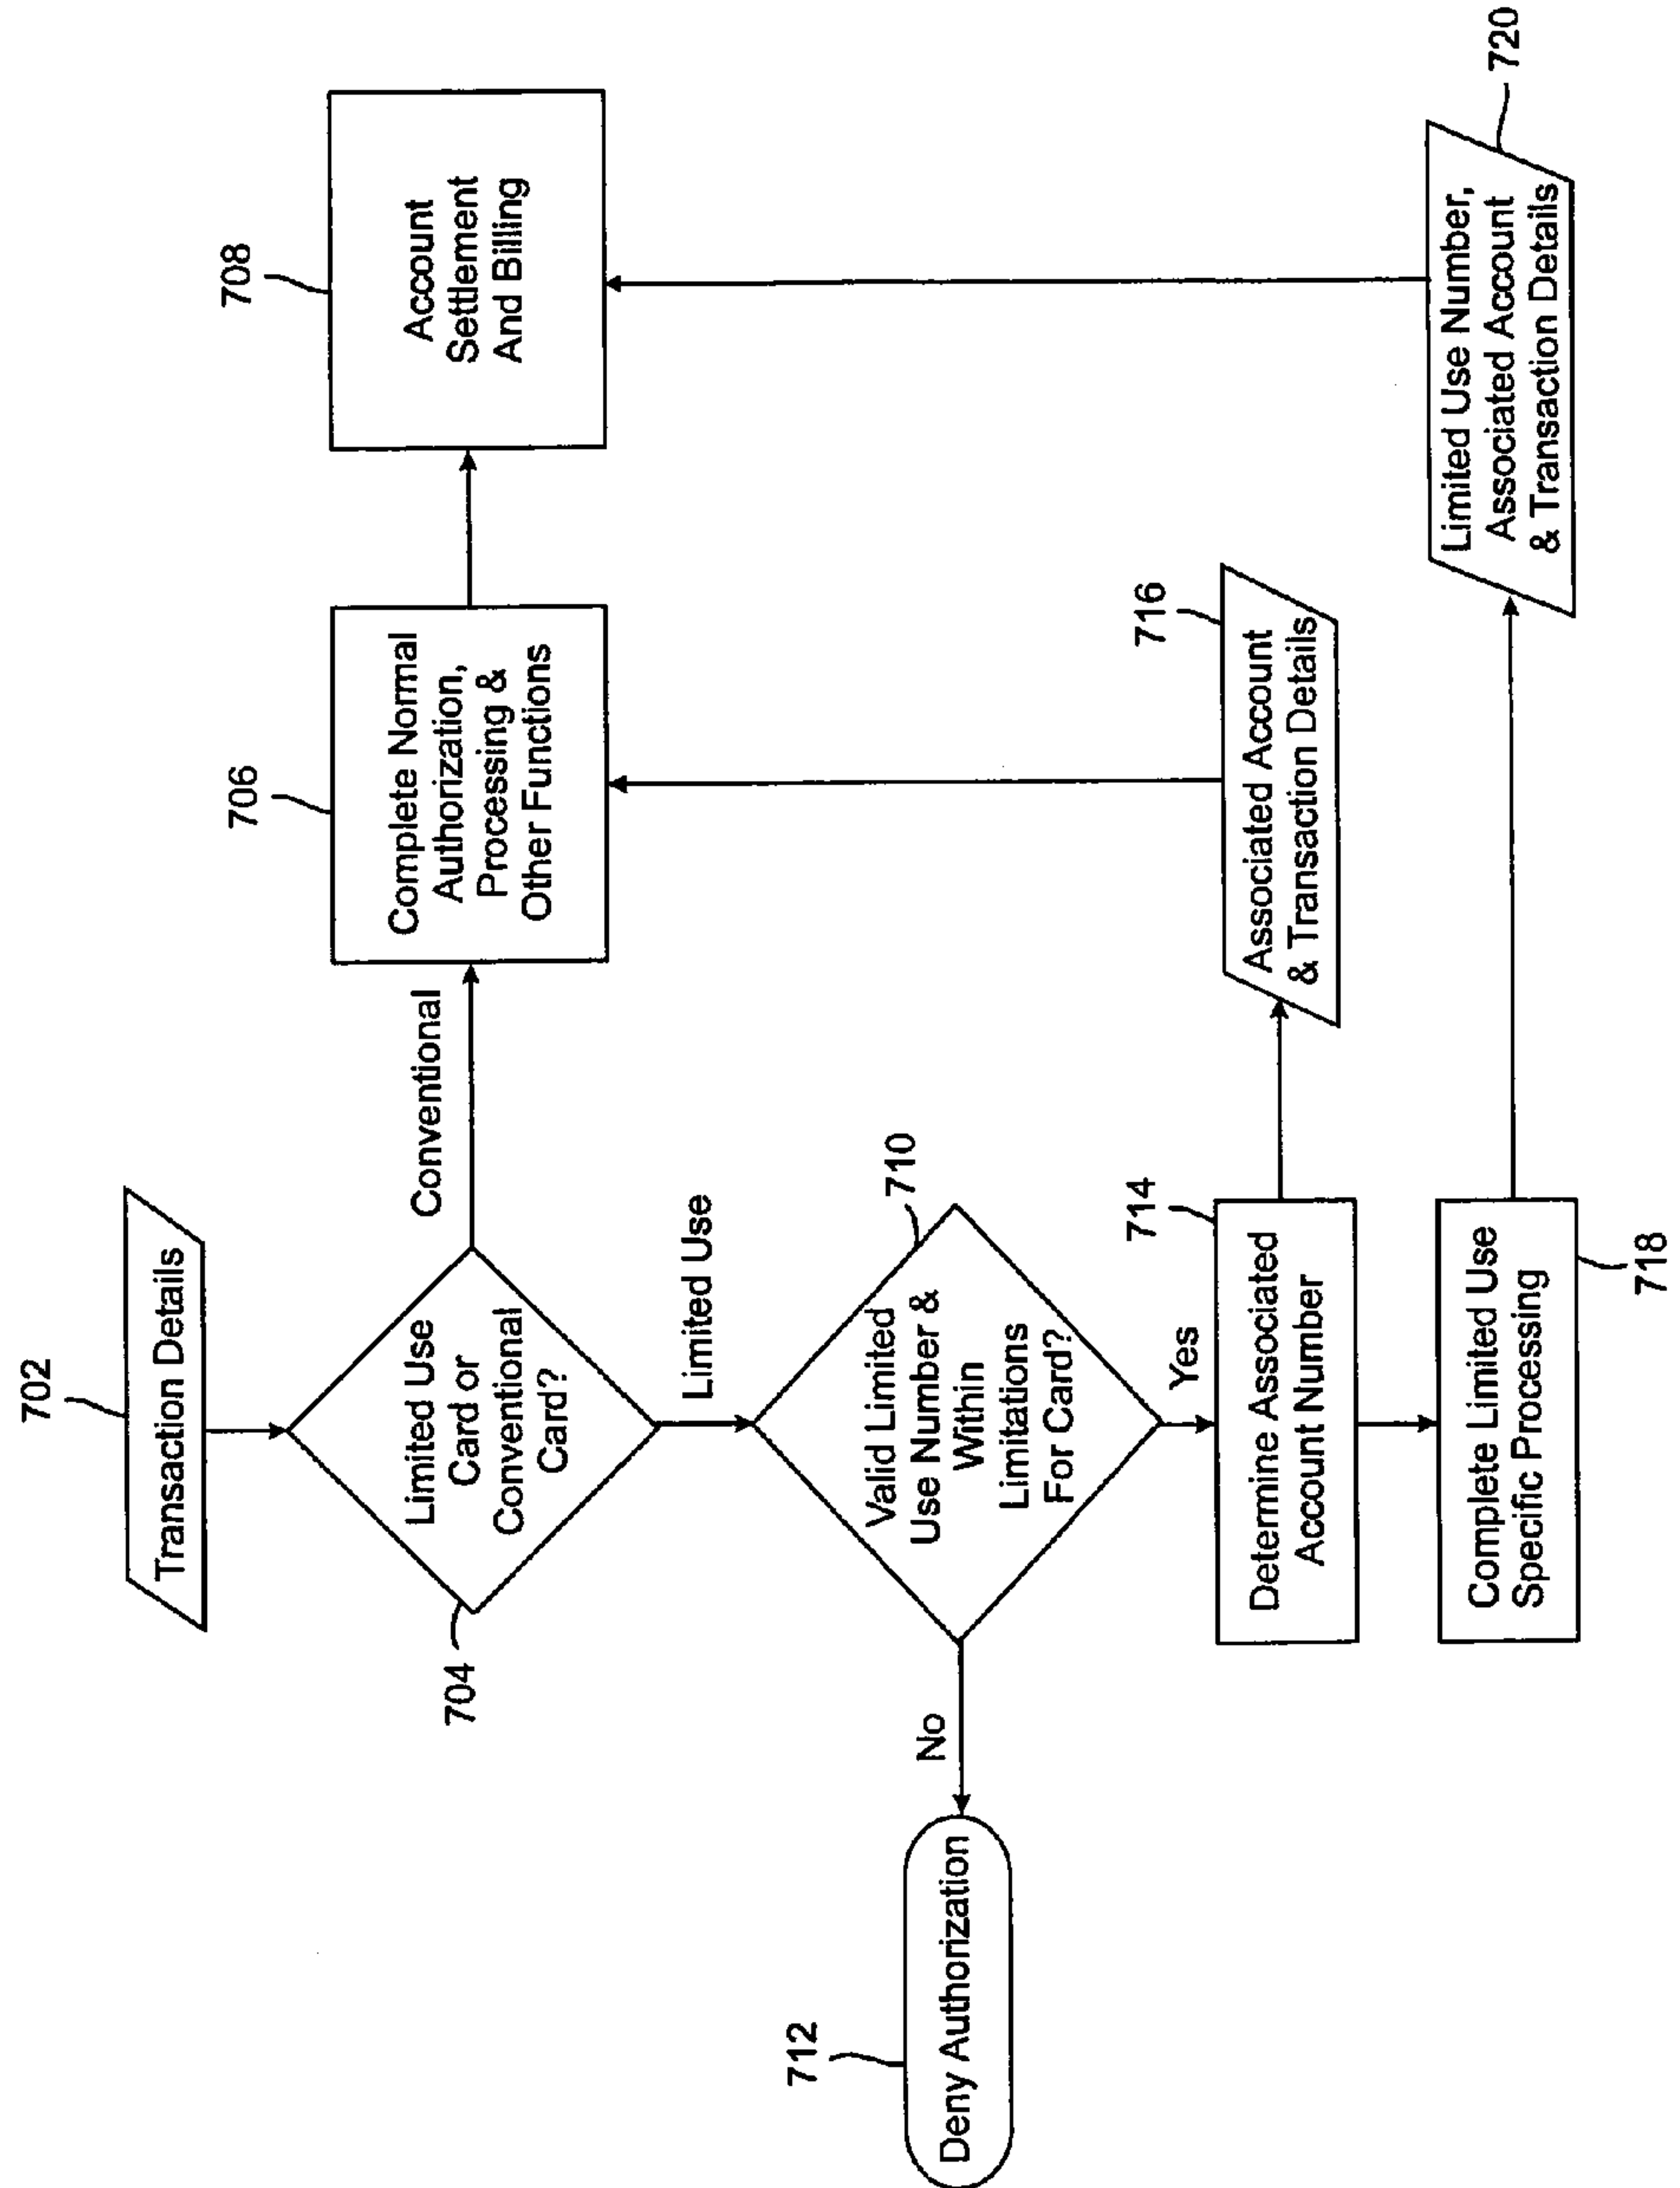 702
Transaction Details
704
Limited Use
Card or
Conventional
Card?
Conventional
706
Complete Normal
Authorization,
Processing &
Other Functions
708
Account
Settlement
And Billing
Limited Use
710
Valid Limited
Use Number &
Within
Limitations
For Card?
No
712
Deny Authorization
Yes
714
Determine Associated
Account Number
716
Associated Account
& Transaction Details
718
Complete Limited Use
Specific Processing
720
Limited Use Number,
Associated Account
& Transaction Details